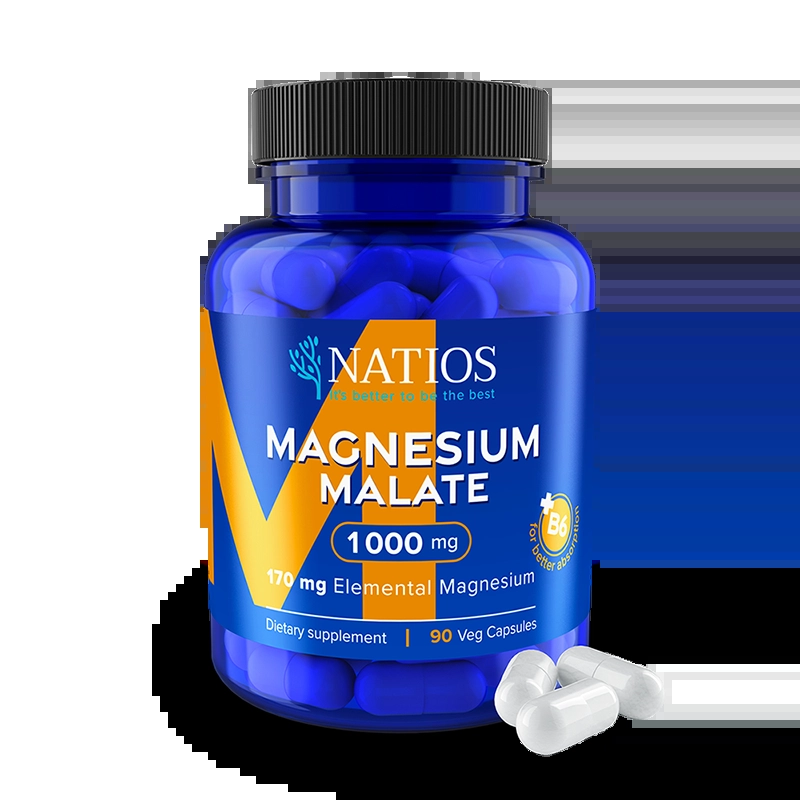 NATIOS
It's better to be the best
MAGNESIUM
MALATE
1000 mg
170 mg Elemental Magnesium
Dietary supplement | 90 Veg Capsules
+B6
for better absorption